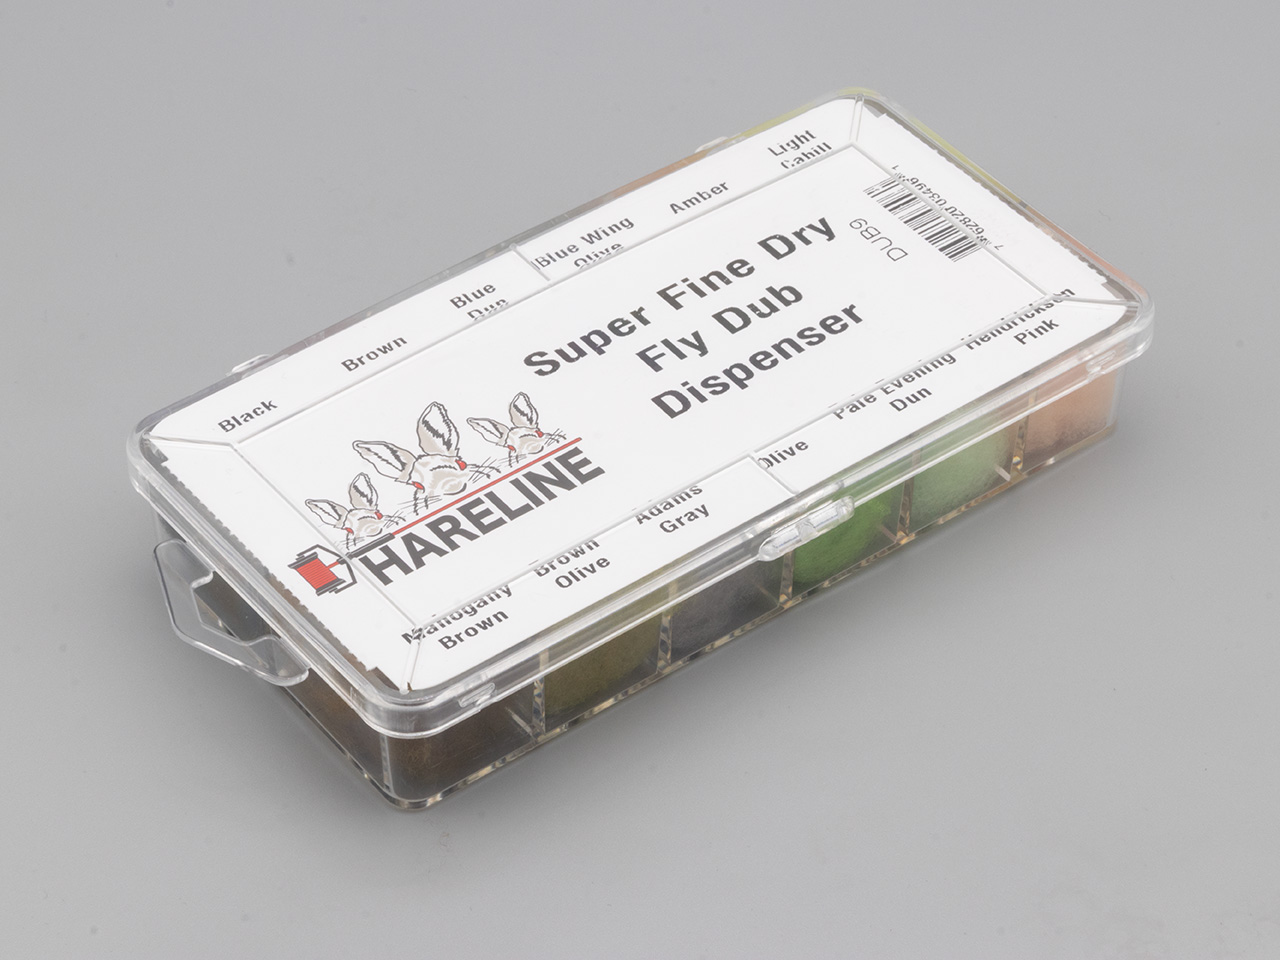 Black
Brown
Blue
Dun
Blue Wing
Olive
Amber
Light
Cahill
Super Fine Dry
Fly Dub
Dispenser
DUB9
HARELINE
Mahogany
Brown
Brown
Olive
Adams
Gray
Olive
Pale Evening
Dun
Hendrickson
Pink